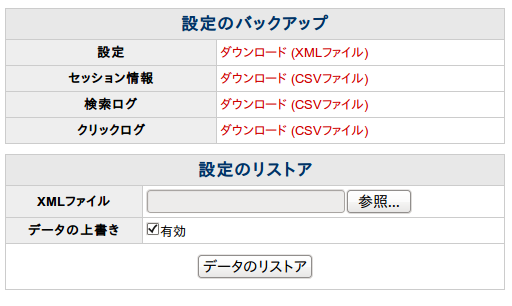 設定のバックアップ
設定 ダウンロード (XMLファイル)
セッション情報 ダウンロード (CSVファイル)
検索ログ ダウンロード (CSVファイル)
クリックログ ダウンロード (CSVファイル)
設定のリストア
XMLファイル 参照...
データの上書き 有効
データのリストア